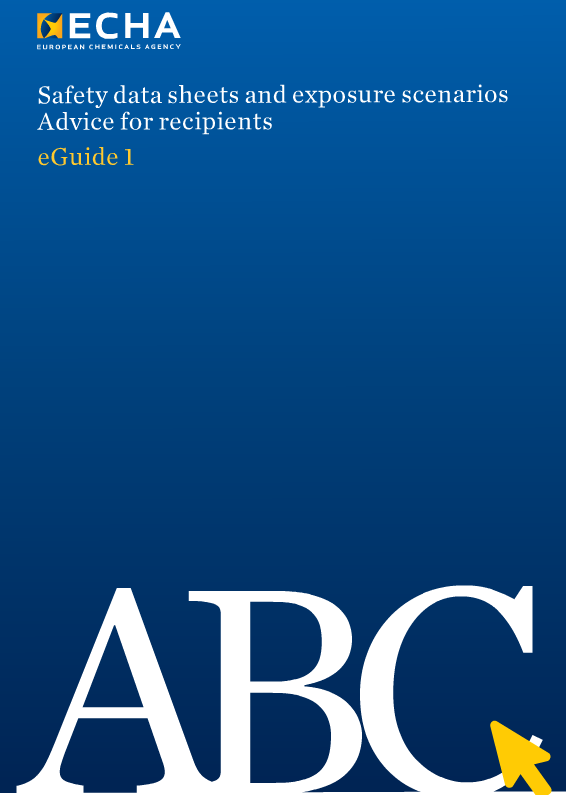 ECHA
EUROPEAN CHEMICALS AGENCY
Safety data sheets and exposure scenarios
Advice for recipients
eGuide 1
ABC